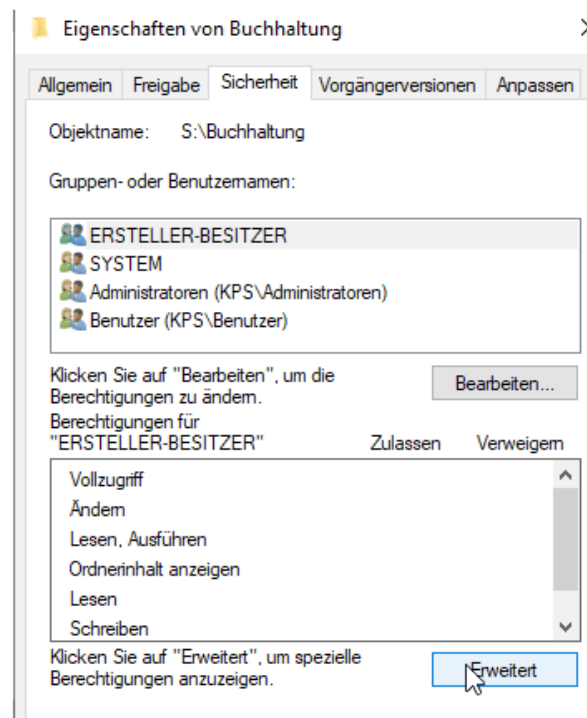 Eigenschaften von Buchhaltung
Allgemein Freigabe Sicherheit Vorgängerversionen Anpassen
Objektname: S:\Buchhaltung
Gruppen- oder Benutzernamen:
ERSTELLER-BESITZER
SYSTEM
Administratoren (KPS\Administratoren)
Benutzer (KPS\Benutzer)
Klicken Sie auf "Bearbeiten", um die
Berechtigungen zu ändern.
Bearbeiten...
Berechtigungen für
"ERSTELLER-BESITZER" Zulassen Verweigern
Vollzugriff
Ändern
Lesen, Ausführen
Ordnerinhalt anzeigen
Lesen
Schreiben
Klicken Sie auf "Erweitert", um spezielle
Berechtigungen anzuzeigen.
Erweitert